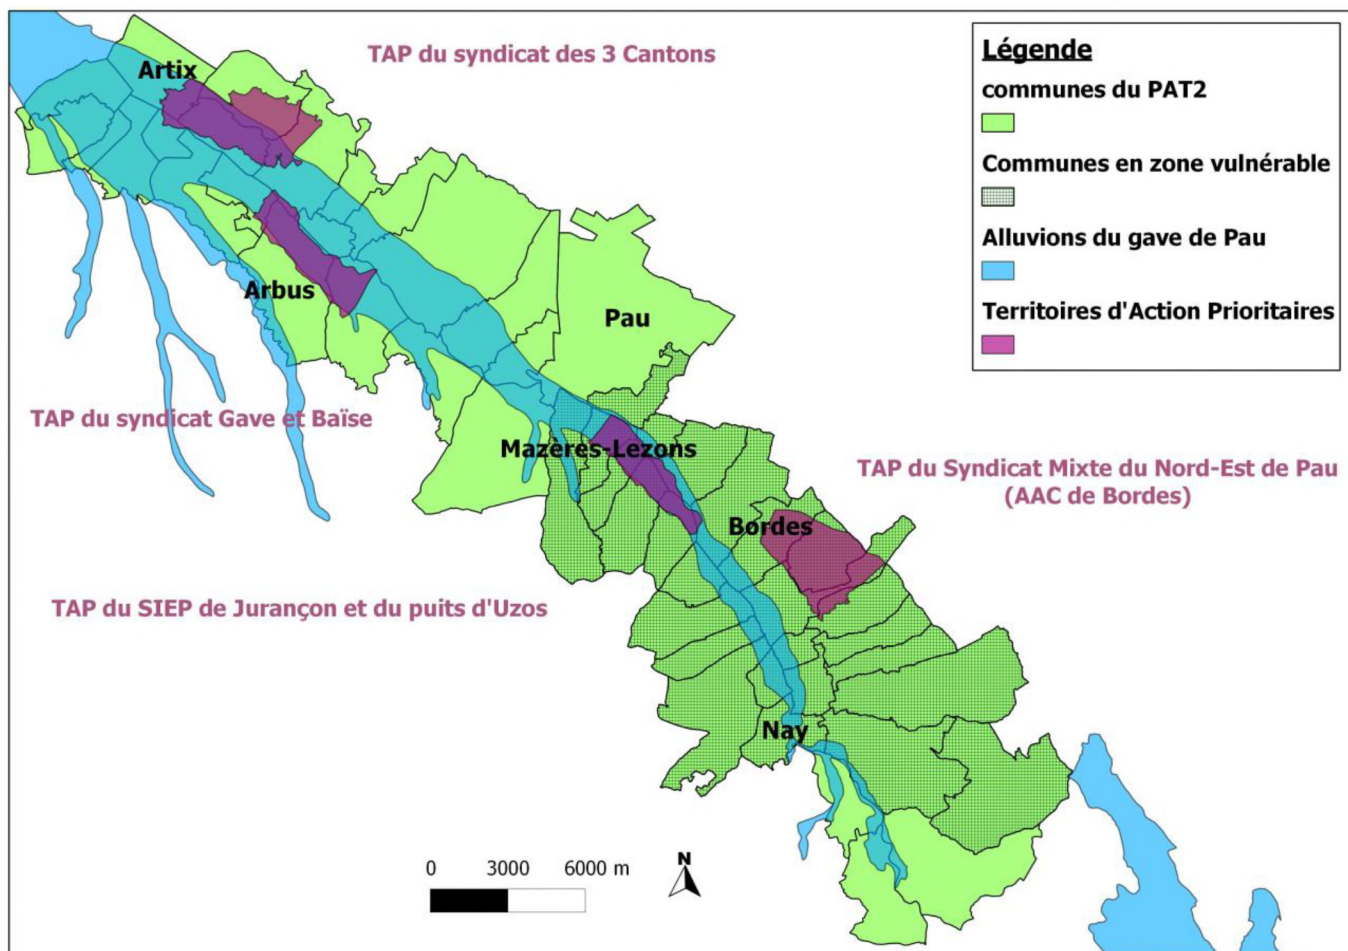 TAP du syndicat des 3 Cantons
Artix
Légende
communes du PAT2
Communes en zone vulnérable
Alluvions du gave de Pau
Territoires d'Action Prioritaires
Arbus
Pau
TAP du syndicat Gave et Baïse
Mazères-Lezons
TAP du Syndicat Mixte du Nord-Est de Pau
(AAC de Bordes)
Bordes
TAP du SIEP de Jurançon et du puits d'Uzos
Nay
0 3000 6000 m
N